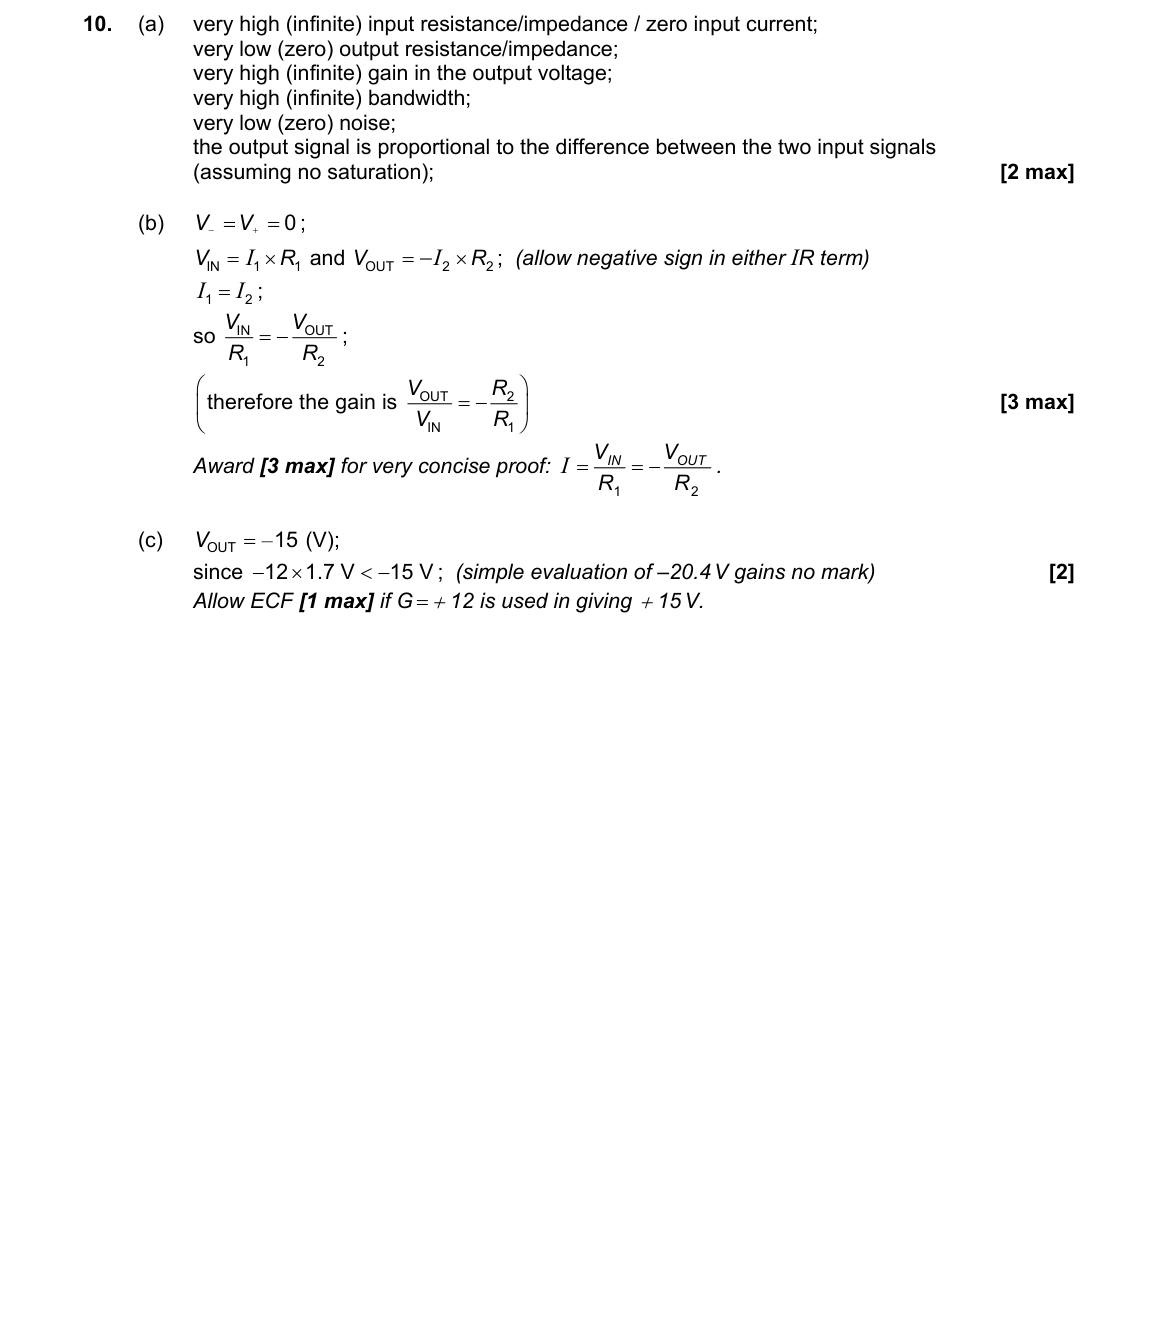 10. (a) very high (infinite) input resistance/impedance / zero input current;
very low (zero) output resistance/impedance;
very high (infinite) gain in the output voltage;
very high (infinite) bandwidth;
very low (zero) noise;
the output signal is proportional to the difference between the two input signals
(assuming no saturation); [2 max]
(b) V₋ = V₊ = 0;
V_IN = I₁ × R₁ and V_OUT = −I₂ × R₂; (allow negative sign in either IR term)
I₁ = I₂;
so V_IN/R₁ = −V_OUT/R₂;
(therefore the gain is V_OUT/V_IN = −R₂/R₁) [3 max]
Award [3 max] for very concise proof: I = V_IN/R₁ = −V_OUT/R₂.
(c) V_OUT = −15 (V);
since −12×1.7 V < −15 V; (simple evaluation of –20.4 V gains no mark) [2]
Allow ECF [1 max] if G = + 12 is used in giving + 15 V.